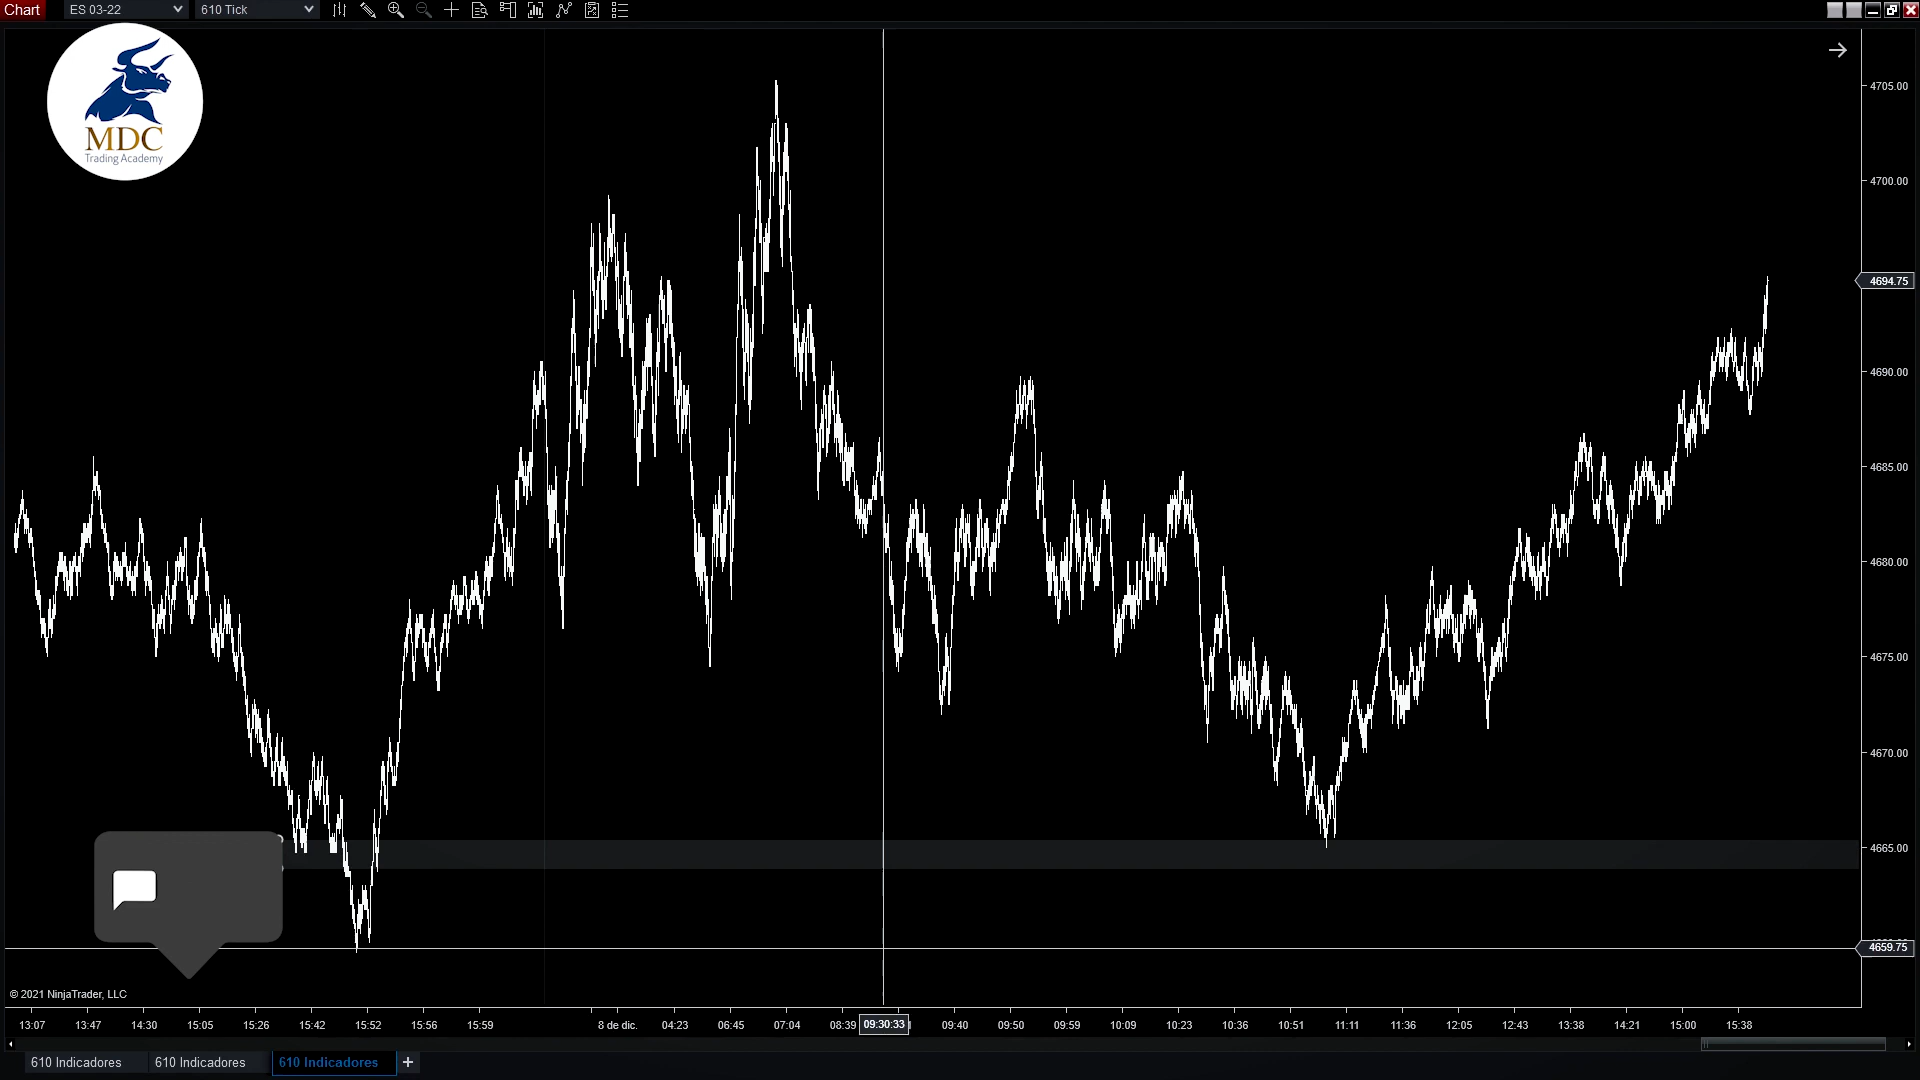 Chart
ES 03-22
610 Tick
MDC
Trading Academy
4705.00
4700.00
4694.75
4690.00
4685.00
4680.00
4675.00
4670.00
4665.00
4659.75
© 2021 NinjaTrader, LLC
13:07 13:47 14:30 15:05 15:26 15:42 15:52 15:56 15:59 8 de dic. 04:23 06:45 07:04 08:39 09:30:33 09:40 09:50 09:59 10:09 10:23 10:36 10:51 11:11 11:36 12:05 12:43 13:38 14:21 15:00 15:38
610 Indicadores 610 Indicadores 610 Indicadores +